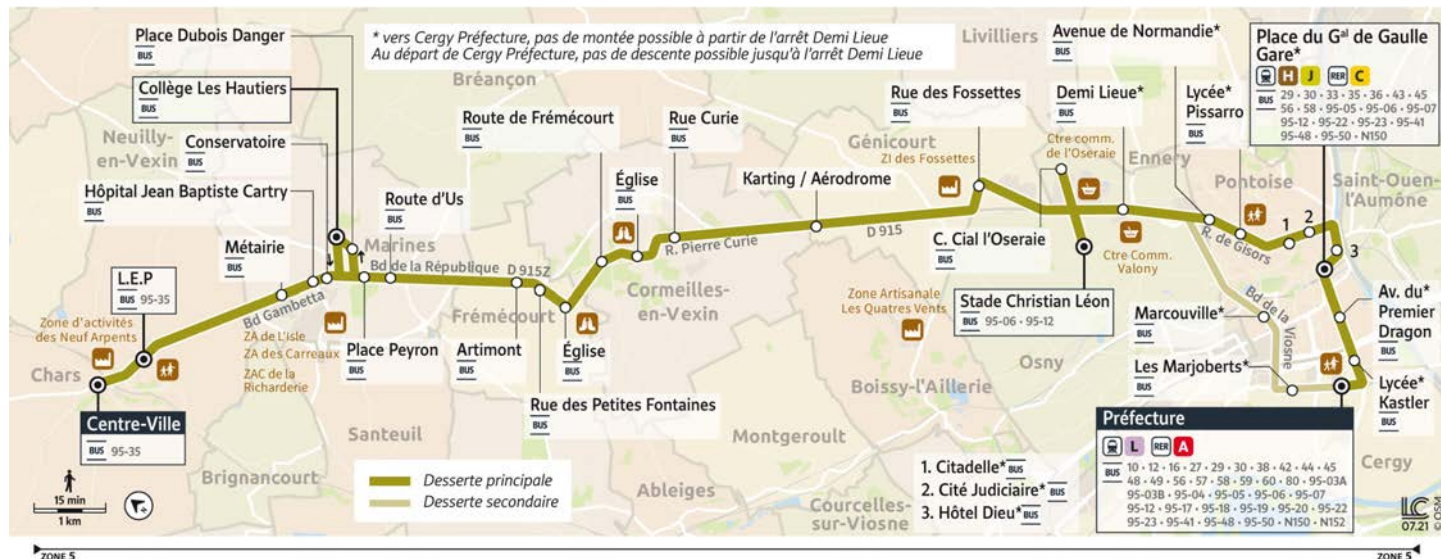 * vers Cergy Préfecture, pas de montée possible à partir de l'arrêt Demi Lieue
Au départ de Cergy Préfecture, pas de descente possible jusqu'à l'arrêt Demi Lieue
Place Dubois Danger
BUS
Collège Les Hautiers
BUS
Neuilly-
en-Vexin
Conservatoire
BUS
Hôpital Jean Baptiste Cartry
BUS
Métairie
BUS
L.E.P
BUS 95-35
Zone d'activités
des Neuf Arpents
Chars
Centre-Ville
BUS 95-35
Bréançon
Marines
Route d'Us
BUS
Bd Gambetta
Bd de la République
D 915Z
ZA de L'isle
ZA des Carreaux
ZAC de la
Richarderie
Place Peyron
BUS
Frémécourt
Artimont
BUS
Route de Frémécourt
BUS
Église
BUS
Rue des Petites Fontaines
BUS
Église
BUS
Rue Curie
BUS
R. Pierre Curie
Cormeilles-
en-Vexin
Karting / Aérodrome
D 915
Génicourt
ZI des Fossettes
Rue des Fossettes
BUS
Livilliers
Demi Lieue*
BUS
Ctre comm.
de l'Oseraie
C. Cial l'Oseraie
BUS
Stade Christian Léon
BUS 95-06 • 95-12
Zone Artisanale
Les Quatres Vents
Ctre Comm.
Valony
Ennery
Avenue de Normandie*
BUS
Lycée*
Pissarro
BUS
Pontoise
R. de Gisors
1
2
3
Place du Gal de Gaulle
Gare*
H J RER C
BUS 29 • 30 • 33 • 35 • 36 • 43 • 45
56 • 58 • 95-05 • 95-06 • 95-07
95-12 • 95-22 • 95-23 • 95-41
95-48 • 95-50 • N150
Saint-Ouen-
l'Aumône
Av. du*
Premier
Dragon
BUS
Lycée*
Kastler
BUS
Bd de la Viosne
Marcouville*
BUS
Les Marjoberts*
BUS
Osny
Boissy-l'Aillerie
Montgeroult
Santeuil
Brignancourt
Ableiges
Courcelles-
sur-Viosne
Cergy
Préfecture
L RER A
BUS 10 • 12 • 16 • 27 • 29 • 30 • 38 • 42 • 44 • 45
48 • 49 • 56 • 57 • 58 • 59 • 60 • 80 • 95-03A
95-03B • 95-04 • 95-05 • 95-06 • 95-07
95-12 • 95-17 • 95-18 • 95-19 • 95-20 • 95-22
95-23 • 95-41 • 95-48 • 95-50 • N150 • N152
1. Citadelle* BUS
2. Cité Judiciaire* BUS
3. Hôtel Dieu* BUS
Desserte principale
Desserte secondaire
15 min
1 km
LC
07.21
© OSM
ZONE 5
ZONE 5